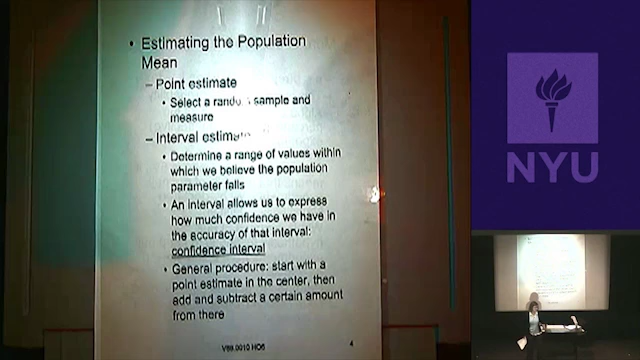 • Estimating the Population
Mean
– Point estimate
• Select a sample and
measure
– Interval
• Determine a range of values within
which we believe the population
parameter falls
• An interval allows us to express
how much confidence we have in
the accuracy of that interval:
confidence interval
• General procedure: start with a
point estimate in the center, then
add and subtract a certain amount
from there
V89.0010 HO6
4
NYU